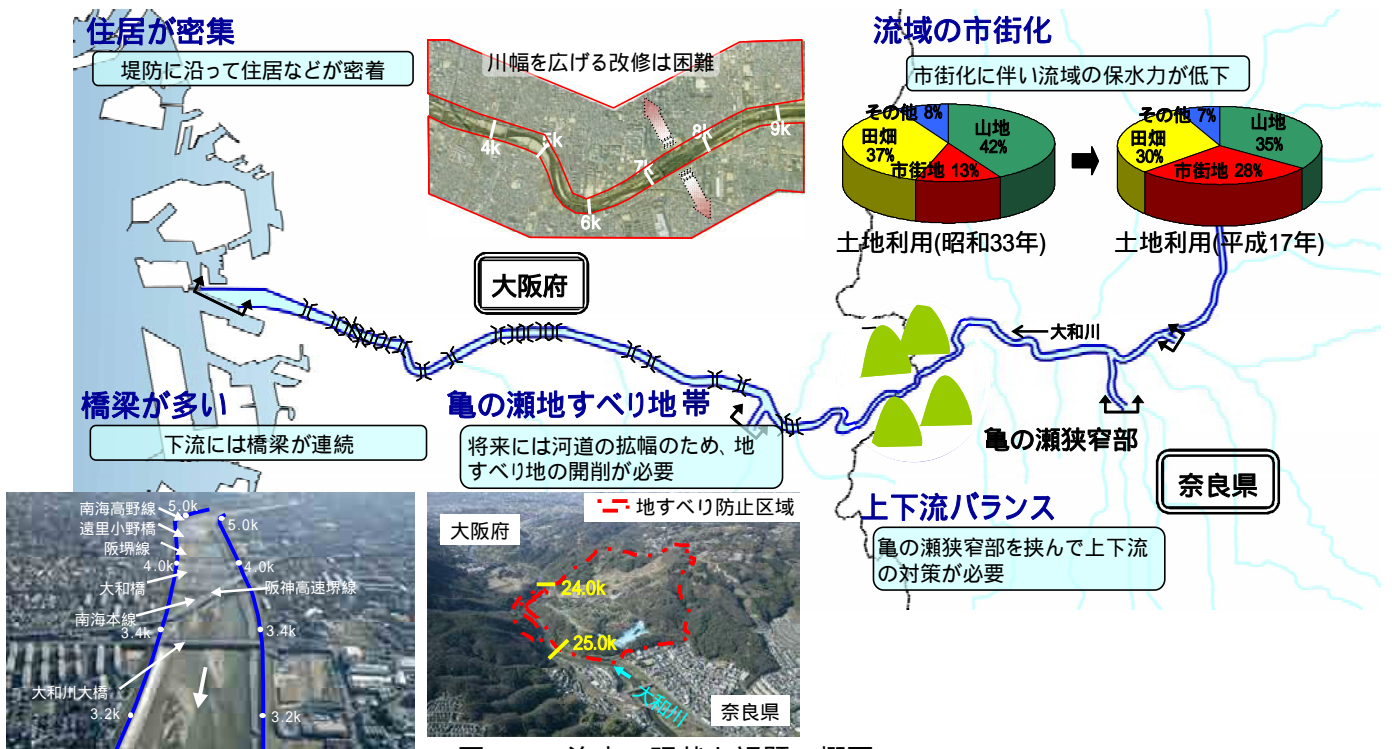 住居が密集
堤防に沿って住居などが密着
川幅を広げる改修は困難
4k
5k
6k
7k
8k
9k
流域の市街化
市街化に伴い流域の保水力が低下
その他 8%
山地
42%
田畑
37%
市街地 13%
土地利用(昭和33年)
その他 7%
山地
35%
田畑
30%
市街地 28%
土地利用(平成17年)
大阪府
大和川
橋梁が多い
下流には橋梁が連続
亀の瀬地すべり地帯
将来には河道の拡幅のため、地
すべり地の開削が必要
亀の瀬狭窄部
奈良県
上下流バランス
亀の瀬狭窄部を挟んで上下流
の対策が必要
南海高野線
5.0k
5.0k
遠里小野橋
阪堺線
4.0k
4.0k
大和橋
阪神高速堺線
南海本線
3.4k
3.4k
大和川大橋
3.2k
3.2k
地すべり防止区域
大阪府
24.0k
25.0k
大和川
奈良県